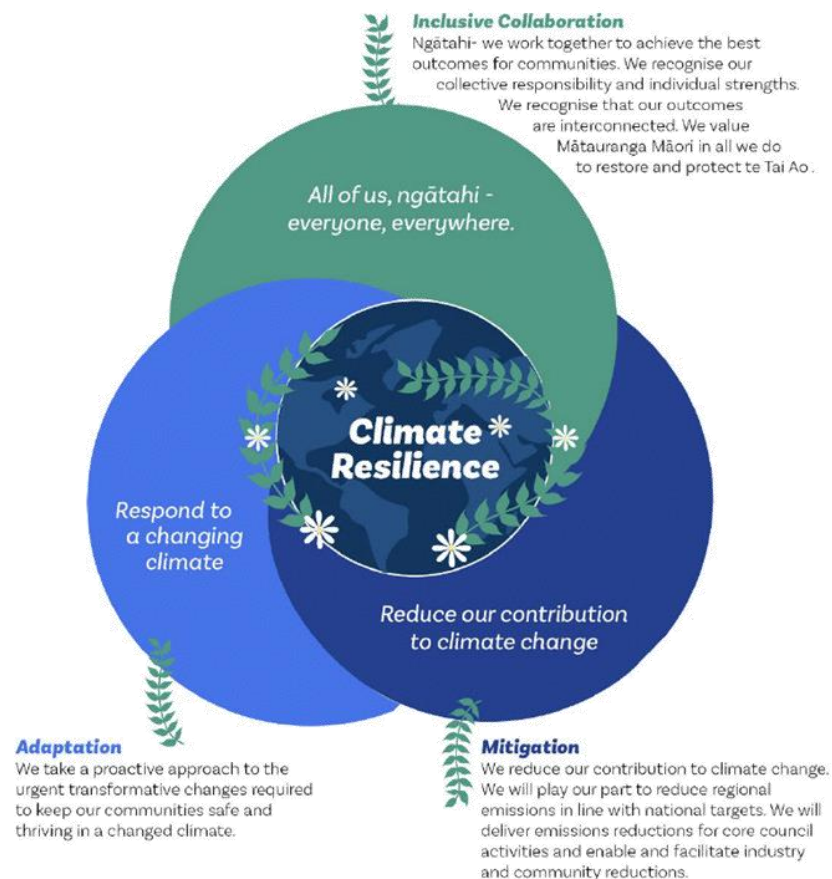 Inclusive Collaboration
Ngātahi- we work together to achieve the best
outcomes for communities. We recognise our
collective responsibility and individual strengths.
We recognise that our outcomes
are interconnected. We value
Mātauranga Māori in all we do
to restore and protect te Tai Ao.
All of us, ngātahi -
everyone, everywhere.
Climate
Resilience
Respond to
a changing
climate
Reduce our contribution
to climate change
Adaptation
We take a proactive approach to the
urgent transformative changes required
to keep our communities safe and
thriving in a changed climate.
Mitigation
We reduce our contribution to climate change.
We will play our part to reduce regional
emissions in line with national targets. We will
deliver emissions reductions for core council
activities and enable and facilitate industry
and community reductions.